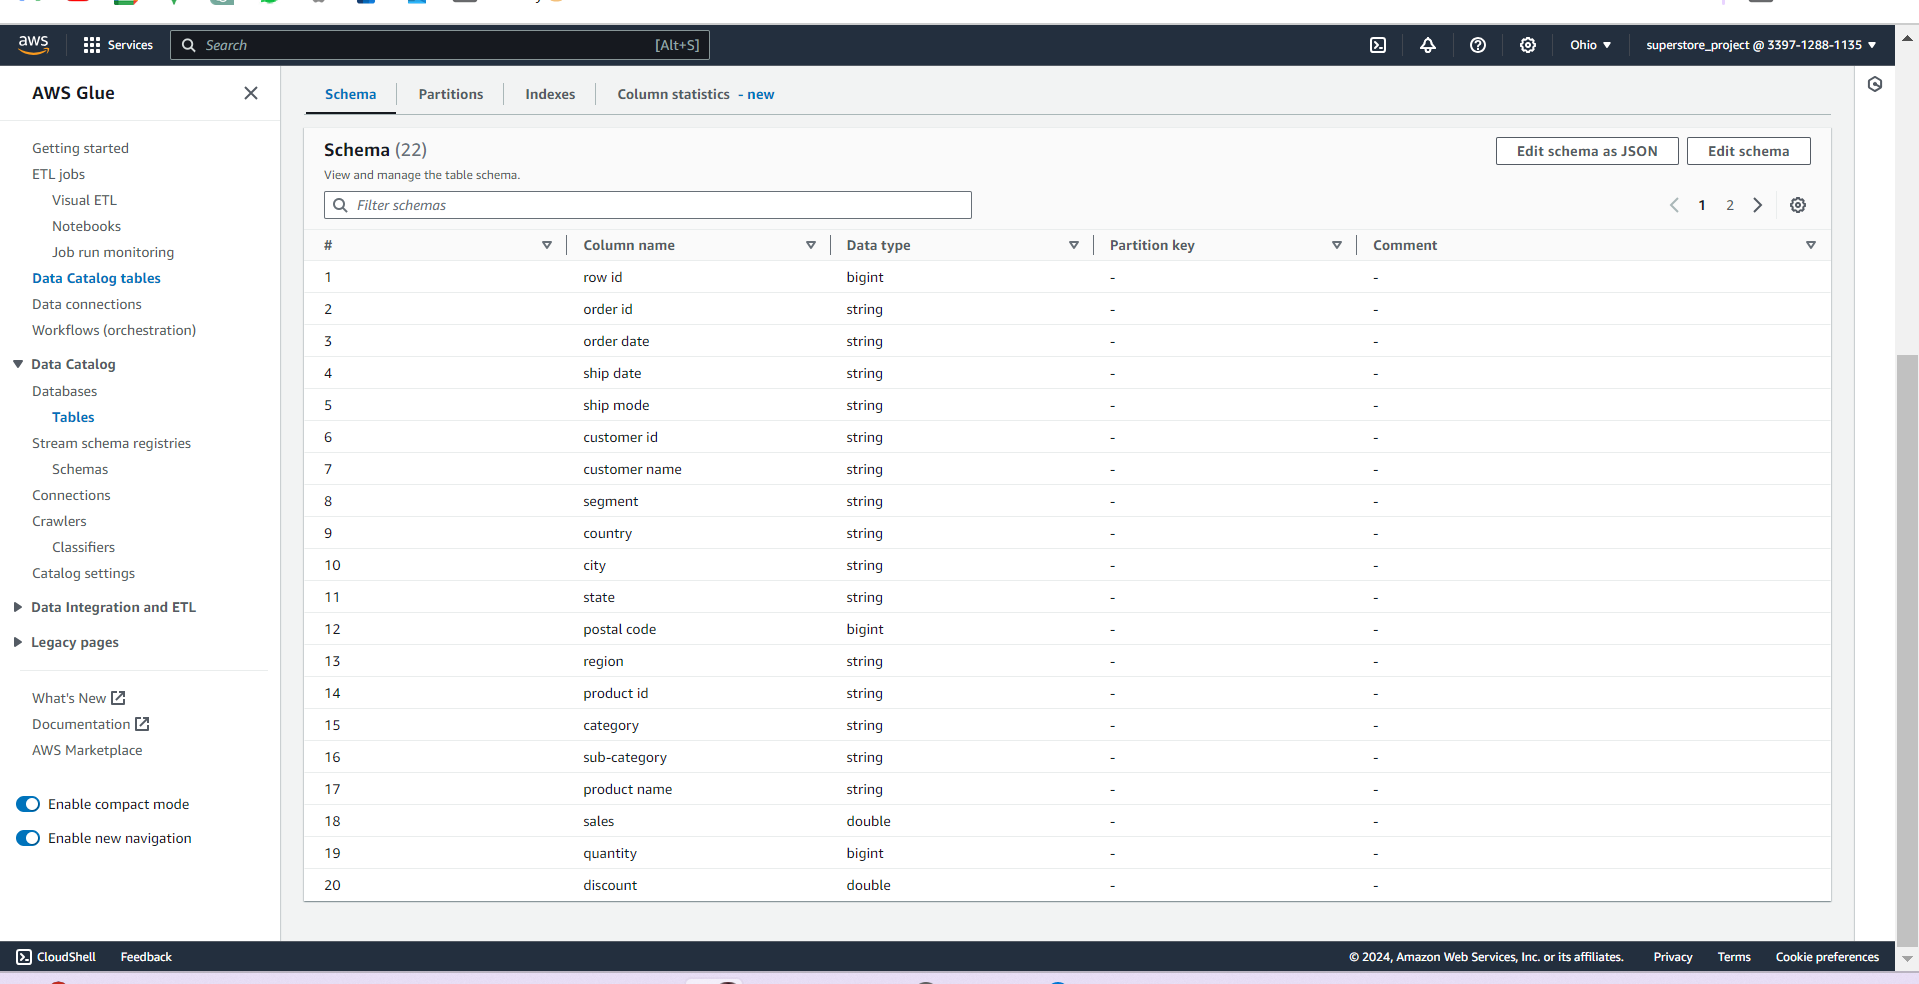 aws Services Search [Alt+S] Ohio superstore_project @ 3397-1288-1135
AWS Glue
Getting started
ETL jobs
Visual ETL
Notebooks
Job run monitoring
Data Catalog tables
Data connections
Workflows (orchestration)
Data Catalog
Databases
Tables
Stream schema registries
Schemas
Connections
Crawlers
Classifiers
Catalog settings
Data Integration and ETL
Legacy pages
What's New
Documentation
AWS Marketplace
Enable compact mode
Enable new navigation
Schema Partitions Indexes Column statistics - new
Schema (22)
Edit schema as JSON Edit schema
View and manage the table schema.
Filter schemas
1 2
# Column name Data type Partition key Comment
1 row id bigint - -
2 order id string - -
3 order date string - -
4 ship date string - -
5 ship mode string - -
6 customer id string - -
7 customer name string - -
8 segment string - -
9 country string - -
10 city string - -
11 state string - -
12 postal code bigint - -
13 region string - -
14 product id string - -
15 category string - -
16 sub-category string - -
17 product name string - -
18 sales double - -
19 quantity bigint - -
20 discount double - -
CloudShell Feedback © 2024, Amazon Web Services, Inc. or its affiliates. Privacy Terms Cookie preferences